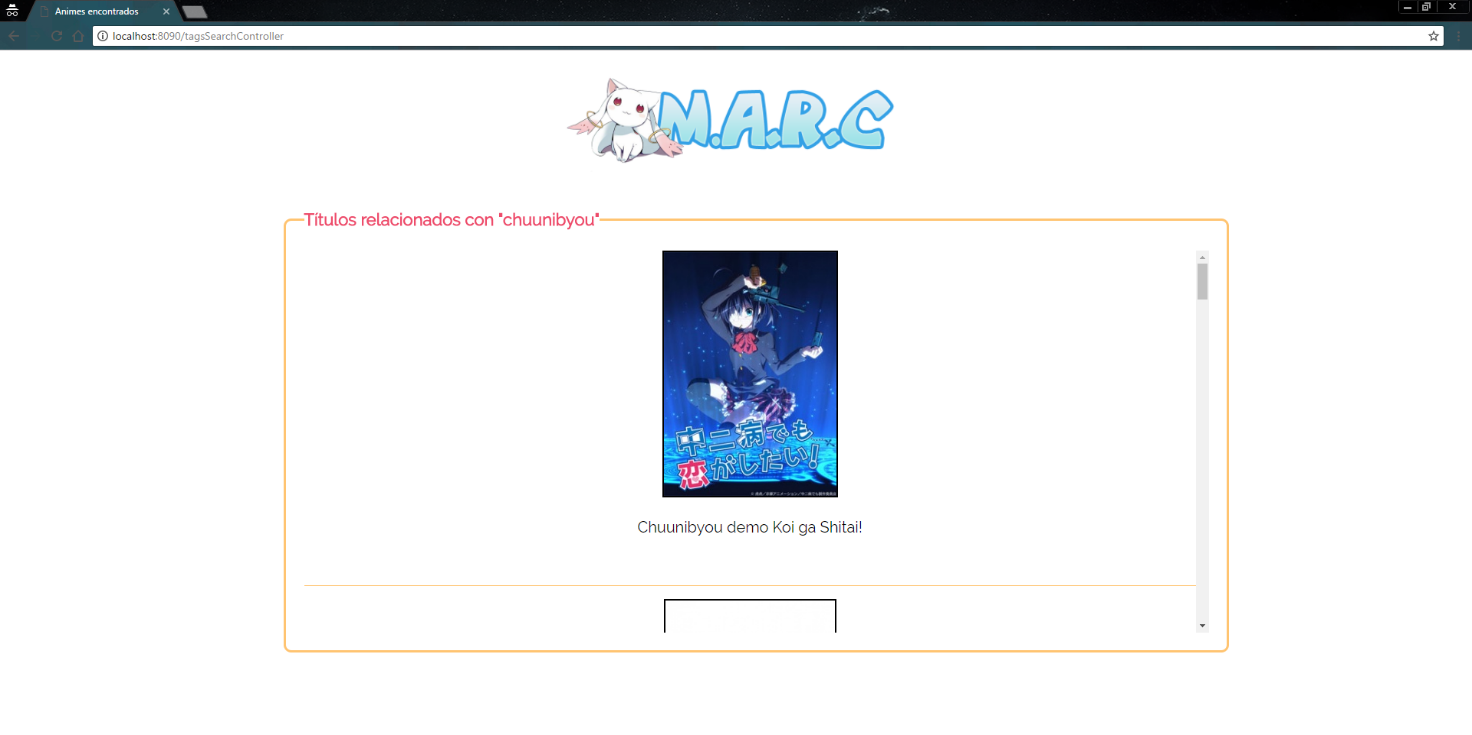 Animes encontrados
localhost:8090/tagsSearchController
M.A.R.C
Títulos relacionados con "chuunibyou"
中二病でも
恋がしたい!
Chuunibyou demo Koi ga Shitai!